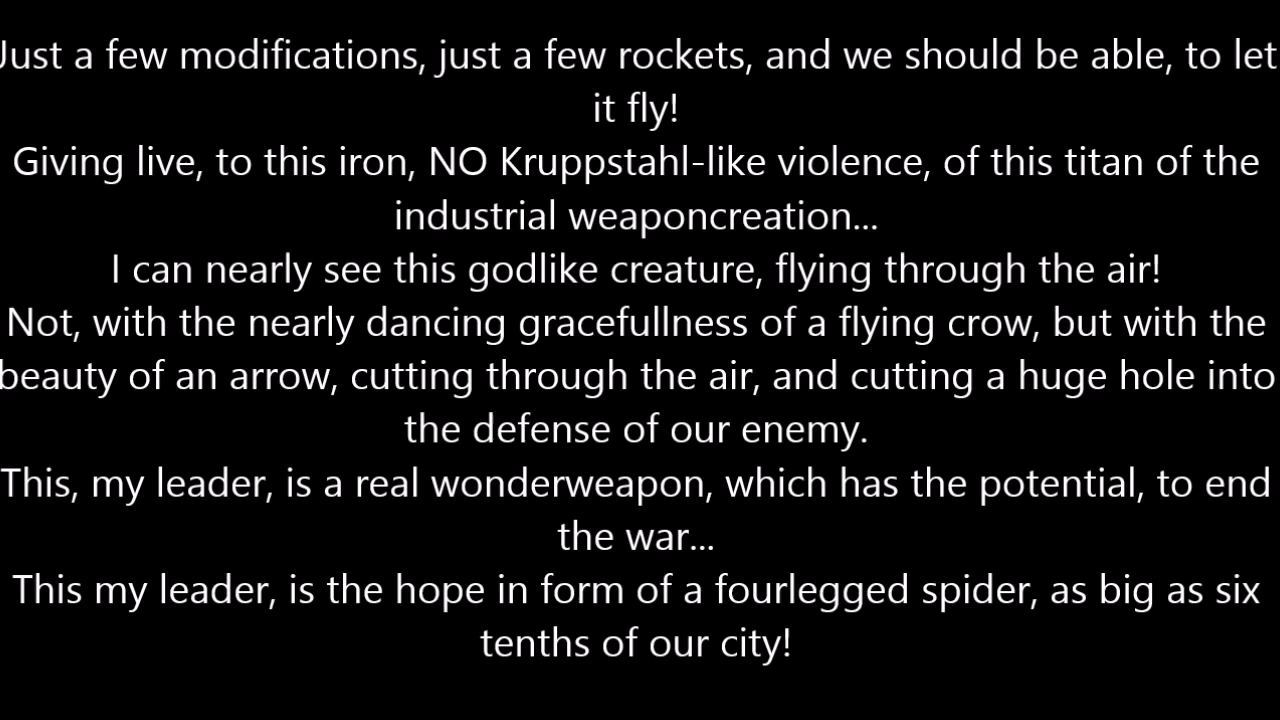 Just a few modifications, just a few rockets, and we should be able, to let
it fly!
Giving live, to this iron, NO Kruppstahl-like violence, of this titan of the
industrial weaponcreation...
I can nearly see this godlike creature, flying through the air!
Not, with the nearly dancing gracefullness of a flying crow, but with the
beauty of an arrow, cutting through the air, and cutting a huge hole into
the defense of our enemy.
This, my leader, is a real wonderweapon, which has the potential, to end
the war...
This my leader, is the hope in form of a fourlegged spider, as big as six
tenths of our city!